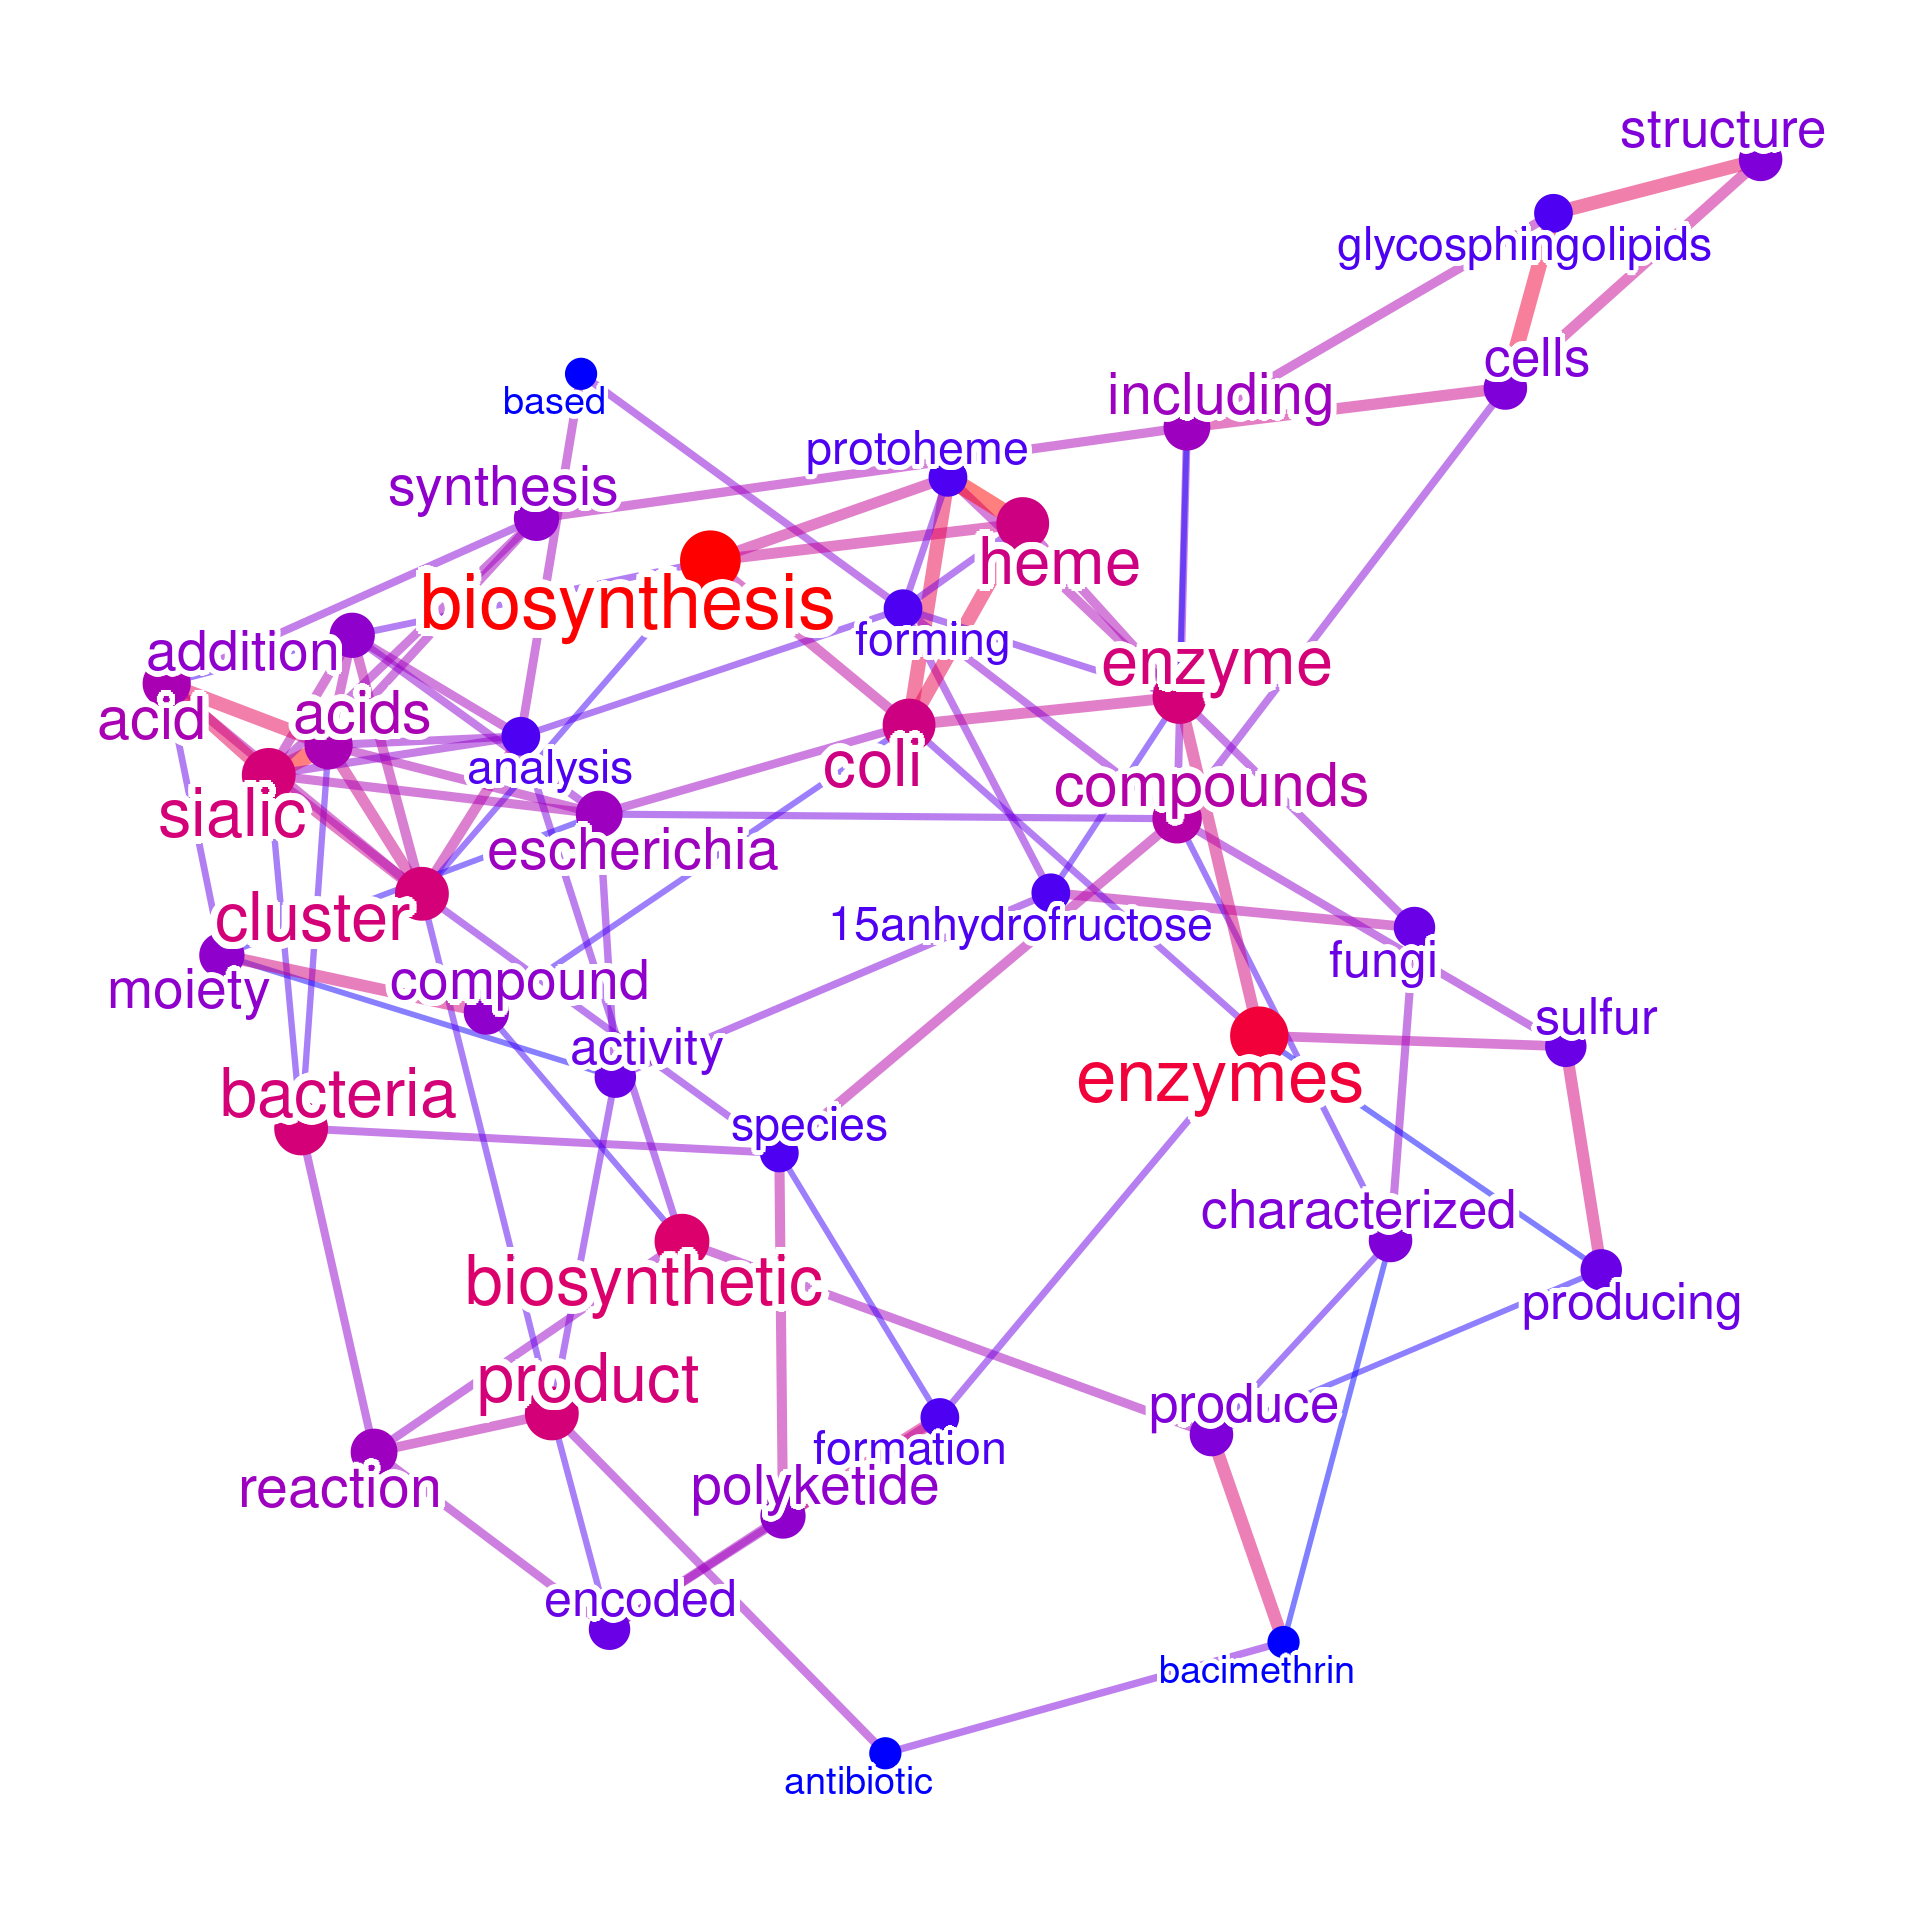 structure
glycosphingolipids
cells
including
based
protoheme
synthesis
heme
biosynthesis
forming
addition
enzyme
acid
acids
analysis
coli
compounds
sialic
escherichia
cluster
15anhydrofructose
fungi
moiety
compound
sulfur
activity
enzymes
bacteria
species
characterized
biosynthetic
producing
product
produce
formation
polyketide
reaction
encoded
bacimethrin
antibiotic